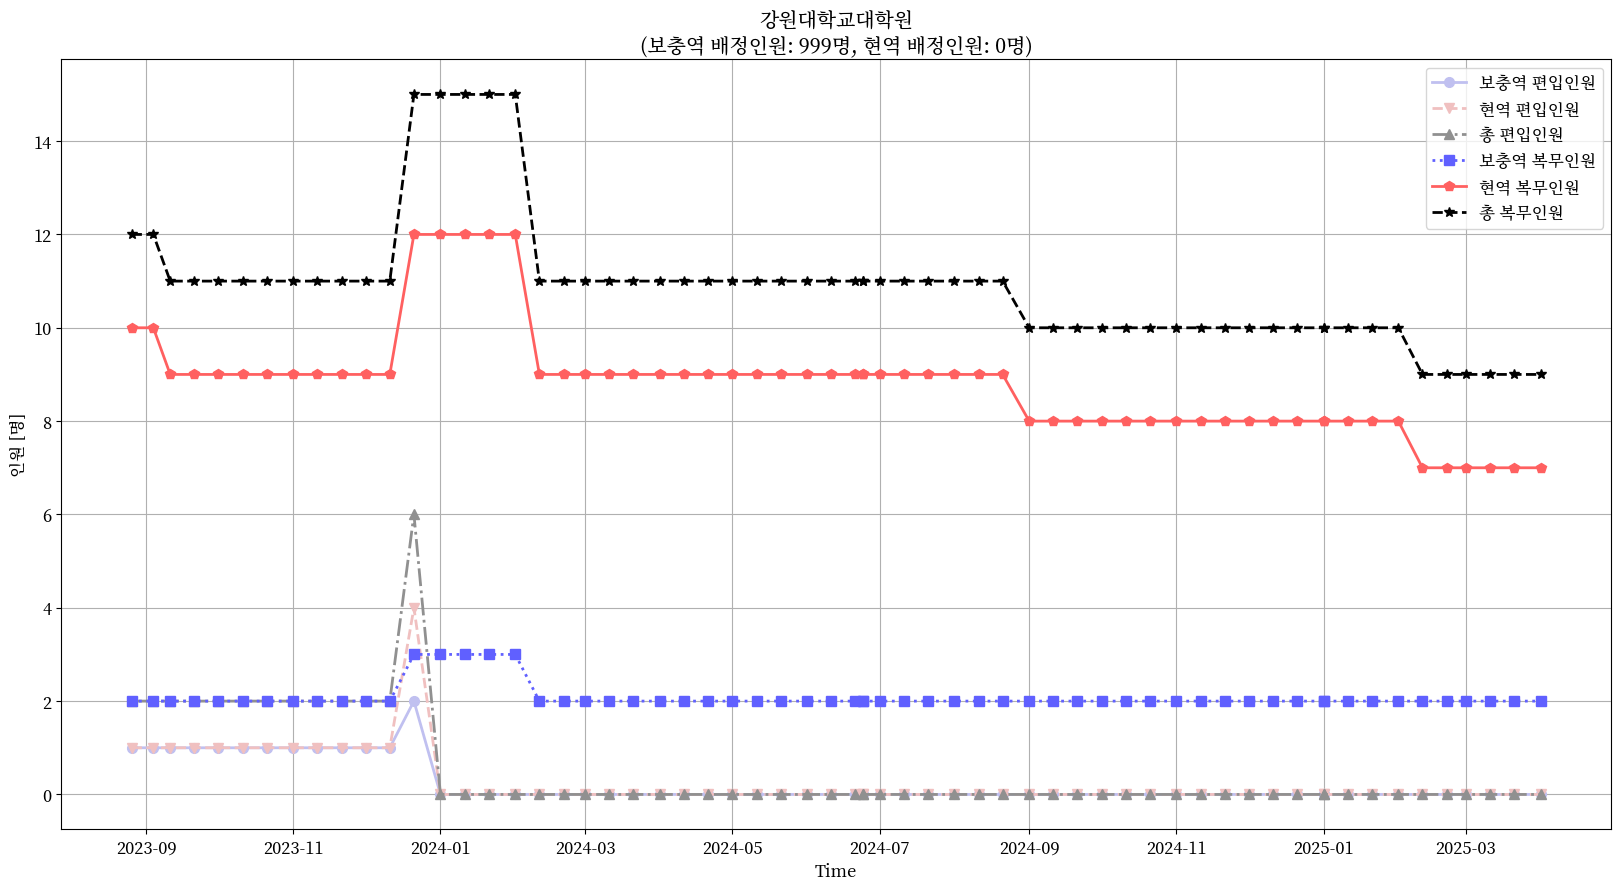 강원대학교대학원
(보충역 배정인원: 999명, 현역 배정인원: 0명)
보충역 편입인원
현역 편입인원
총 편입인원
보충역 복무인원
현역 복무인원
총 복무인원
인원 [명]
14
12
10
8
6
4
2
0
2023-09
2023-11
2024-01
2024-03
2024-05
2024-07
2024-09
2024-11
2025-01
2025-03
Time